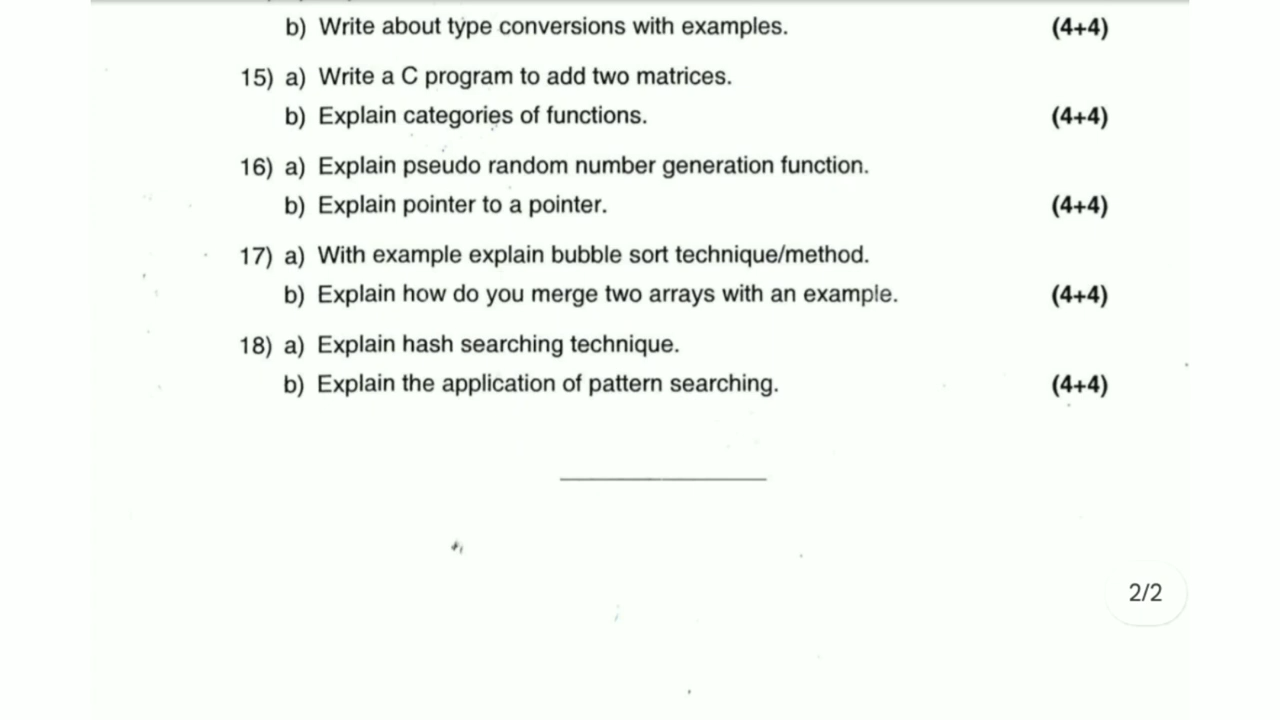 b) Write about type conversions with examples. (4+4)
15) a) Write a C program to add two matrices.
b) Explain categories of functions. (4+4)
16) a) Explain pseudo random number generation function.
b) Explain pointer to a pointer. (4+4)
17) a) With example explain bubble sort technique/method.
b) Explain how do you merge two arrays with an example. (4+4)
18) a) Explain hash searching technique.
b) Explain the application of pattern searching. (4+4)
2/2